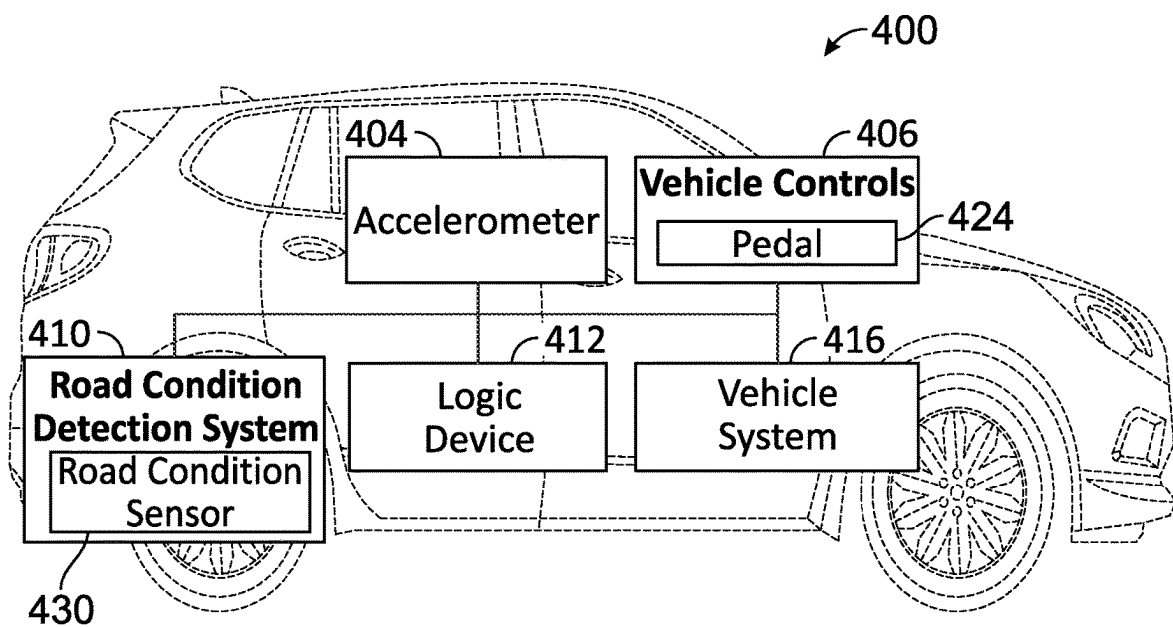 400
404
406
Accelerometer
Vehicle Controls
Pedal
424
410
412
416
Road Condition
Detection System
Road Condition
Sensor
430
Logic
Device
Vehicle
System